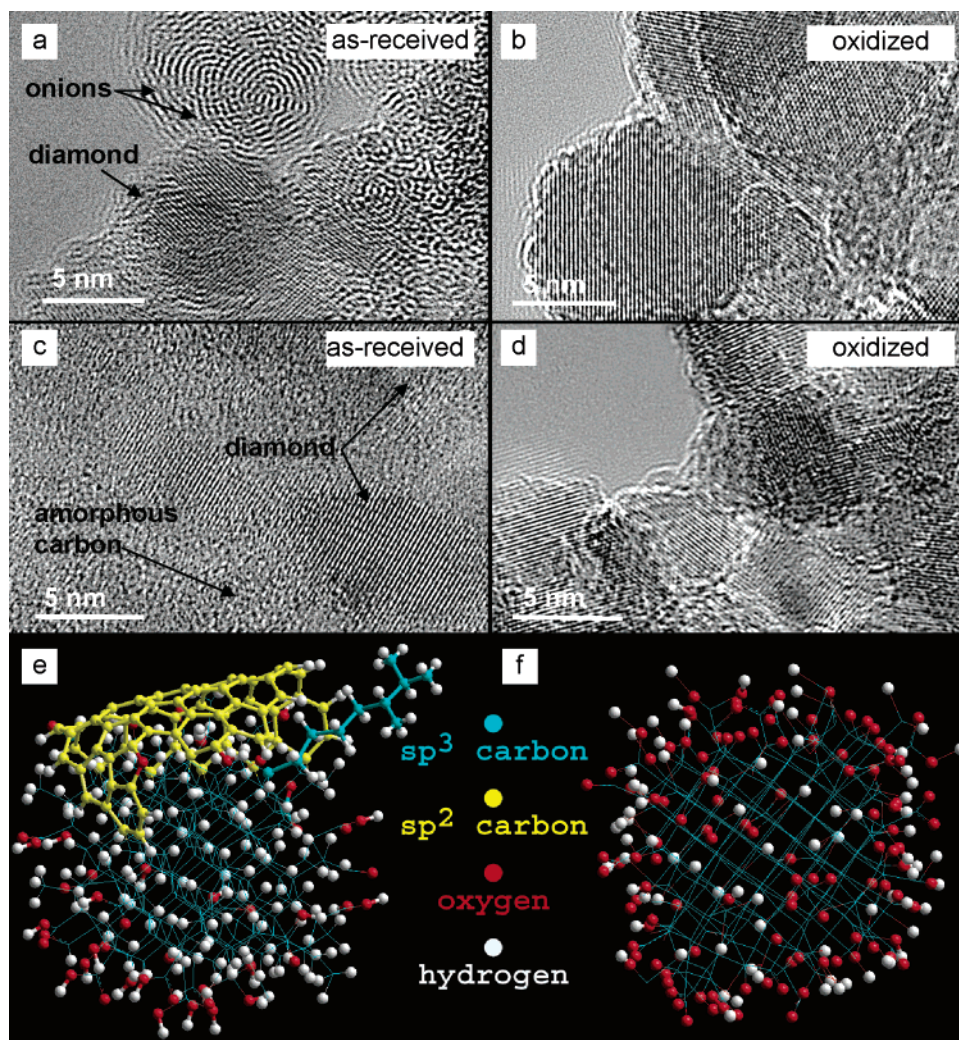 a
as-received
onions
diamond
5 nm
b
oxidized
5 nm
c
as-received
diamond
amorphous
carbon
5 nm
d
oxidized
5 nm
e
f
sp³ carbon
sp² carbon
oxygen
hydrogen